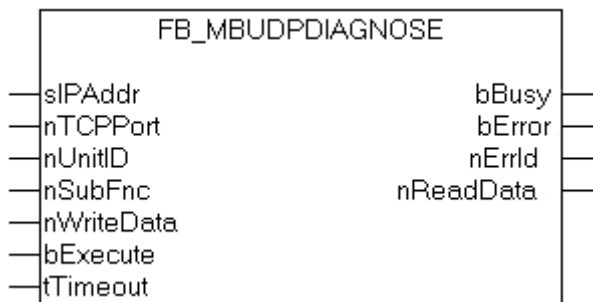 FB_MBUDPDIAGNOSE
sIPAddr bBusy
nTCPPort bError
nUnitID nErrId
nSubFnc nReadData
nWriteData
bExecute
tTimeout